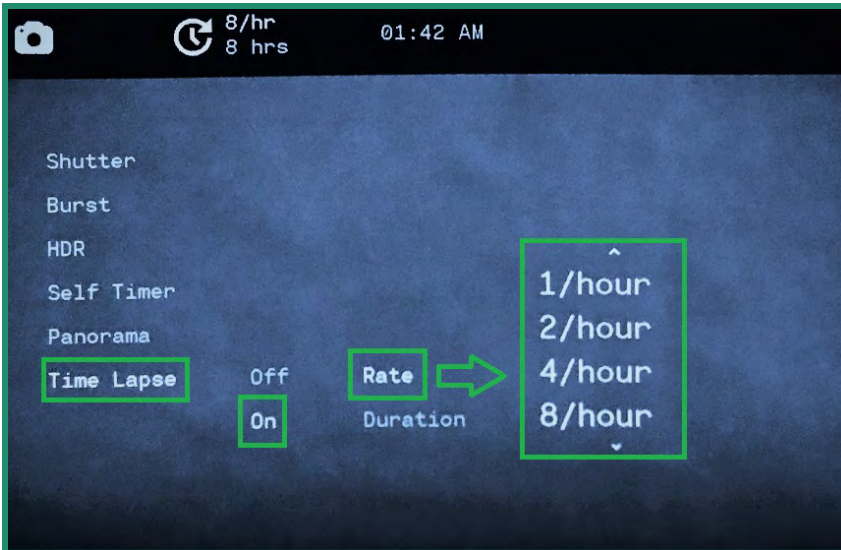 8/hr
8 hrs
01:42 AM
Shutter
Burst
HDR
Self Timer
Panorama
Time Lapse
Off
On
Rate
Duration
1/hour
2/hour
4/hour
8/hour